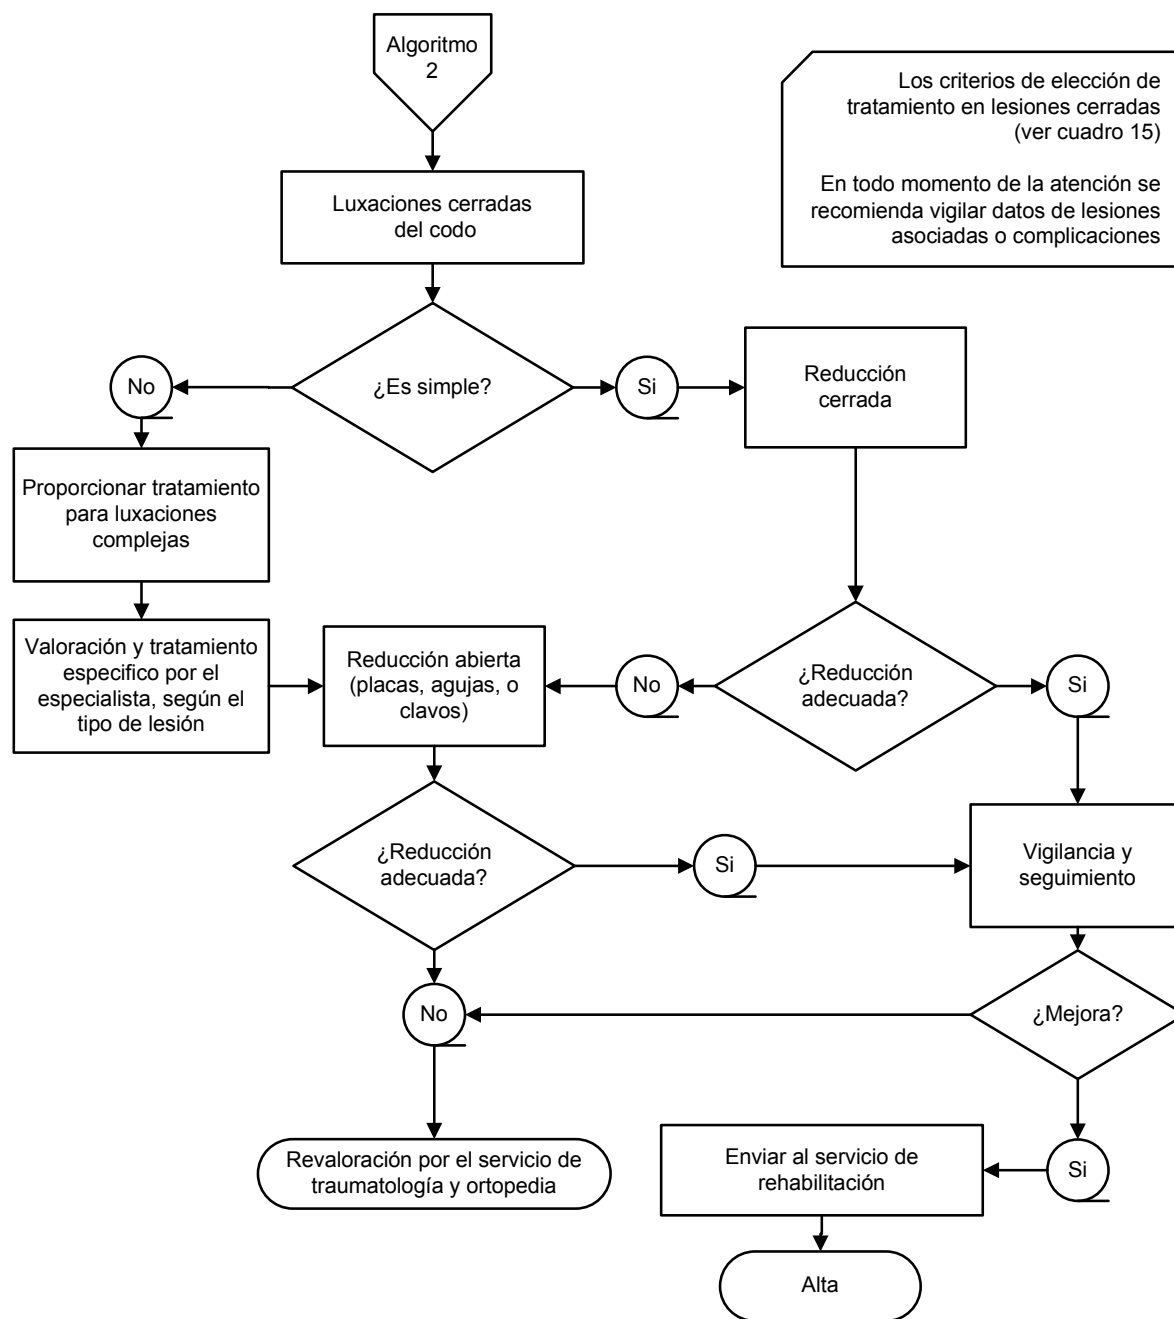 Algoritmo
2
Los criterios de elección de
tratamiento en lesiones cerradas
(ver cuadro 15)
En todo momento de la atención se
recomienda vigilar datos de lesiones
asociadas o complicaciones
Luxaciones cerradas
del codo
¿Es simple?
No
Si
Reducción
cerrada
Proporcionar tratamiento
para luxaciones
complejas
Valoración y tratamiento
especifico por el
especialista, según el
tipo de lesión
Reducción abierta
(placas, agujas, o
clavos)
No
¿Reducción
adecuada?
Si
¿Reducción
adecuada?
Si
Vigilancia y
seguimiento
No
¿Mejora?
Revaloración por el servicio de
traumatología y ortopedia
Enviar al servicio de
rehabilitación
Si
Alta